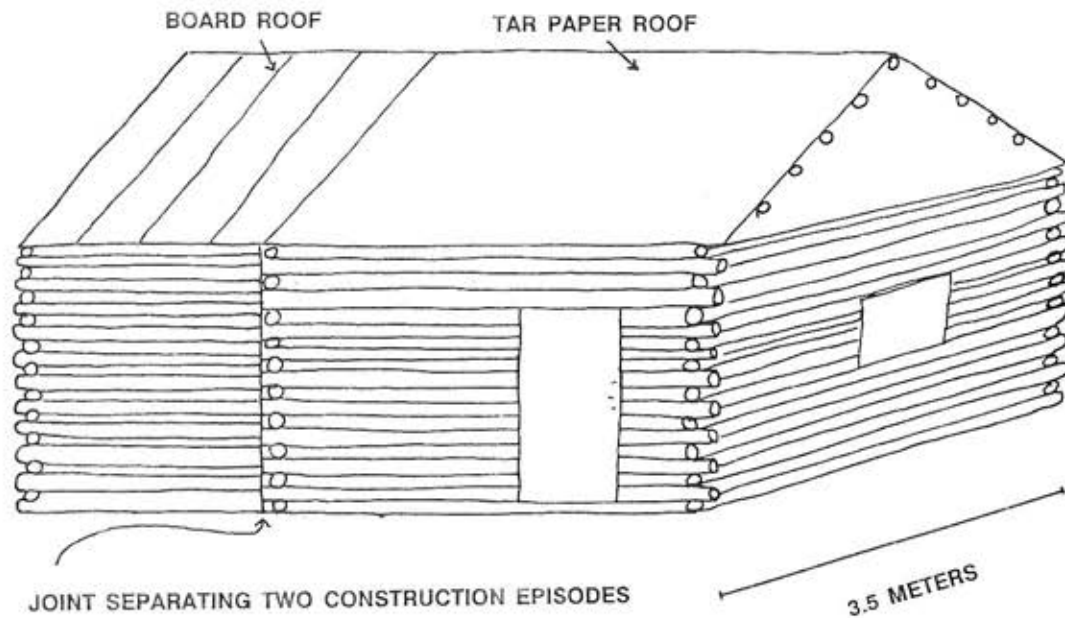 BOARD ROOF
TAR PAPER ROOF
JOINT SEPARATING TWO CONSTRUCTION EPISODES
3.5 METERS